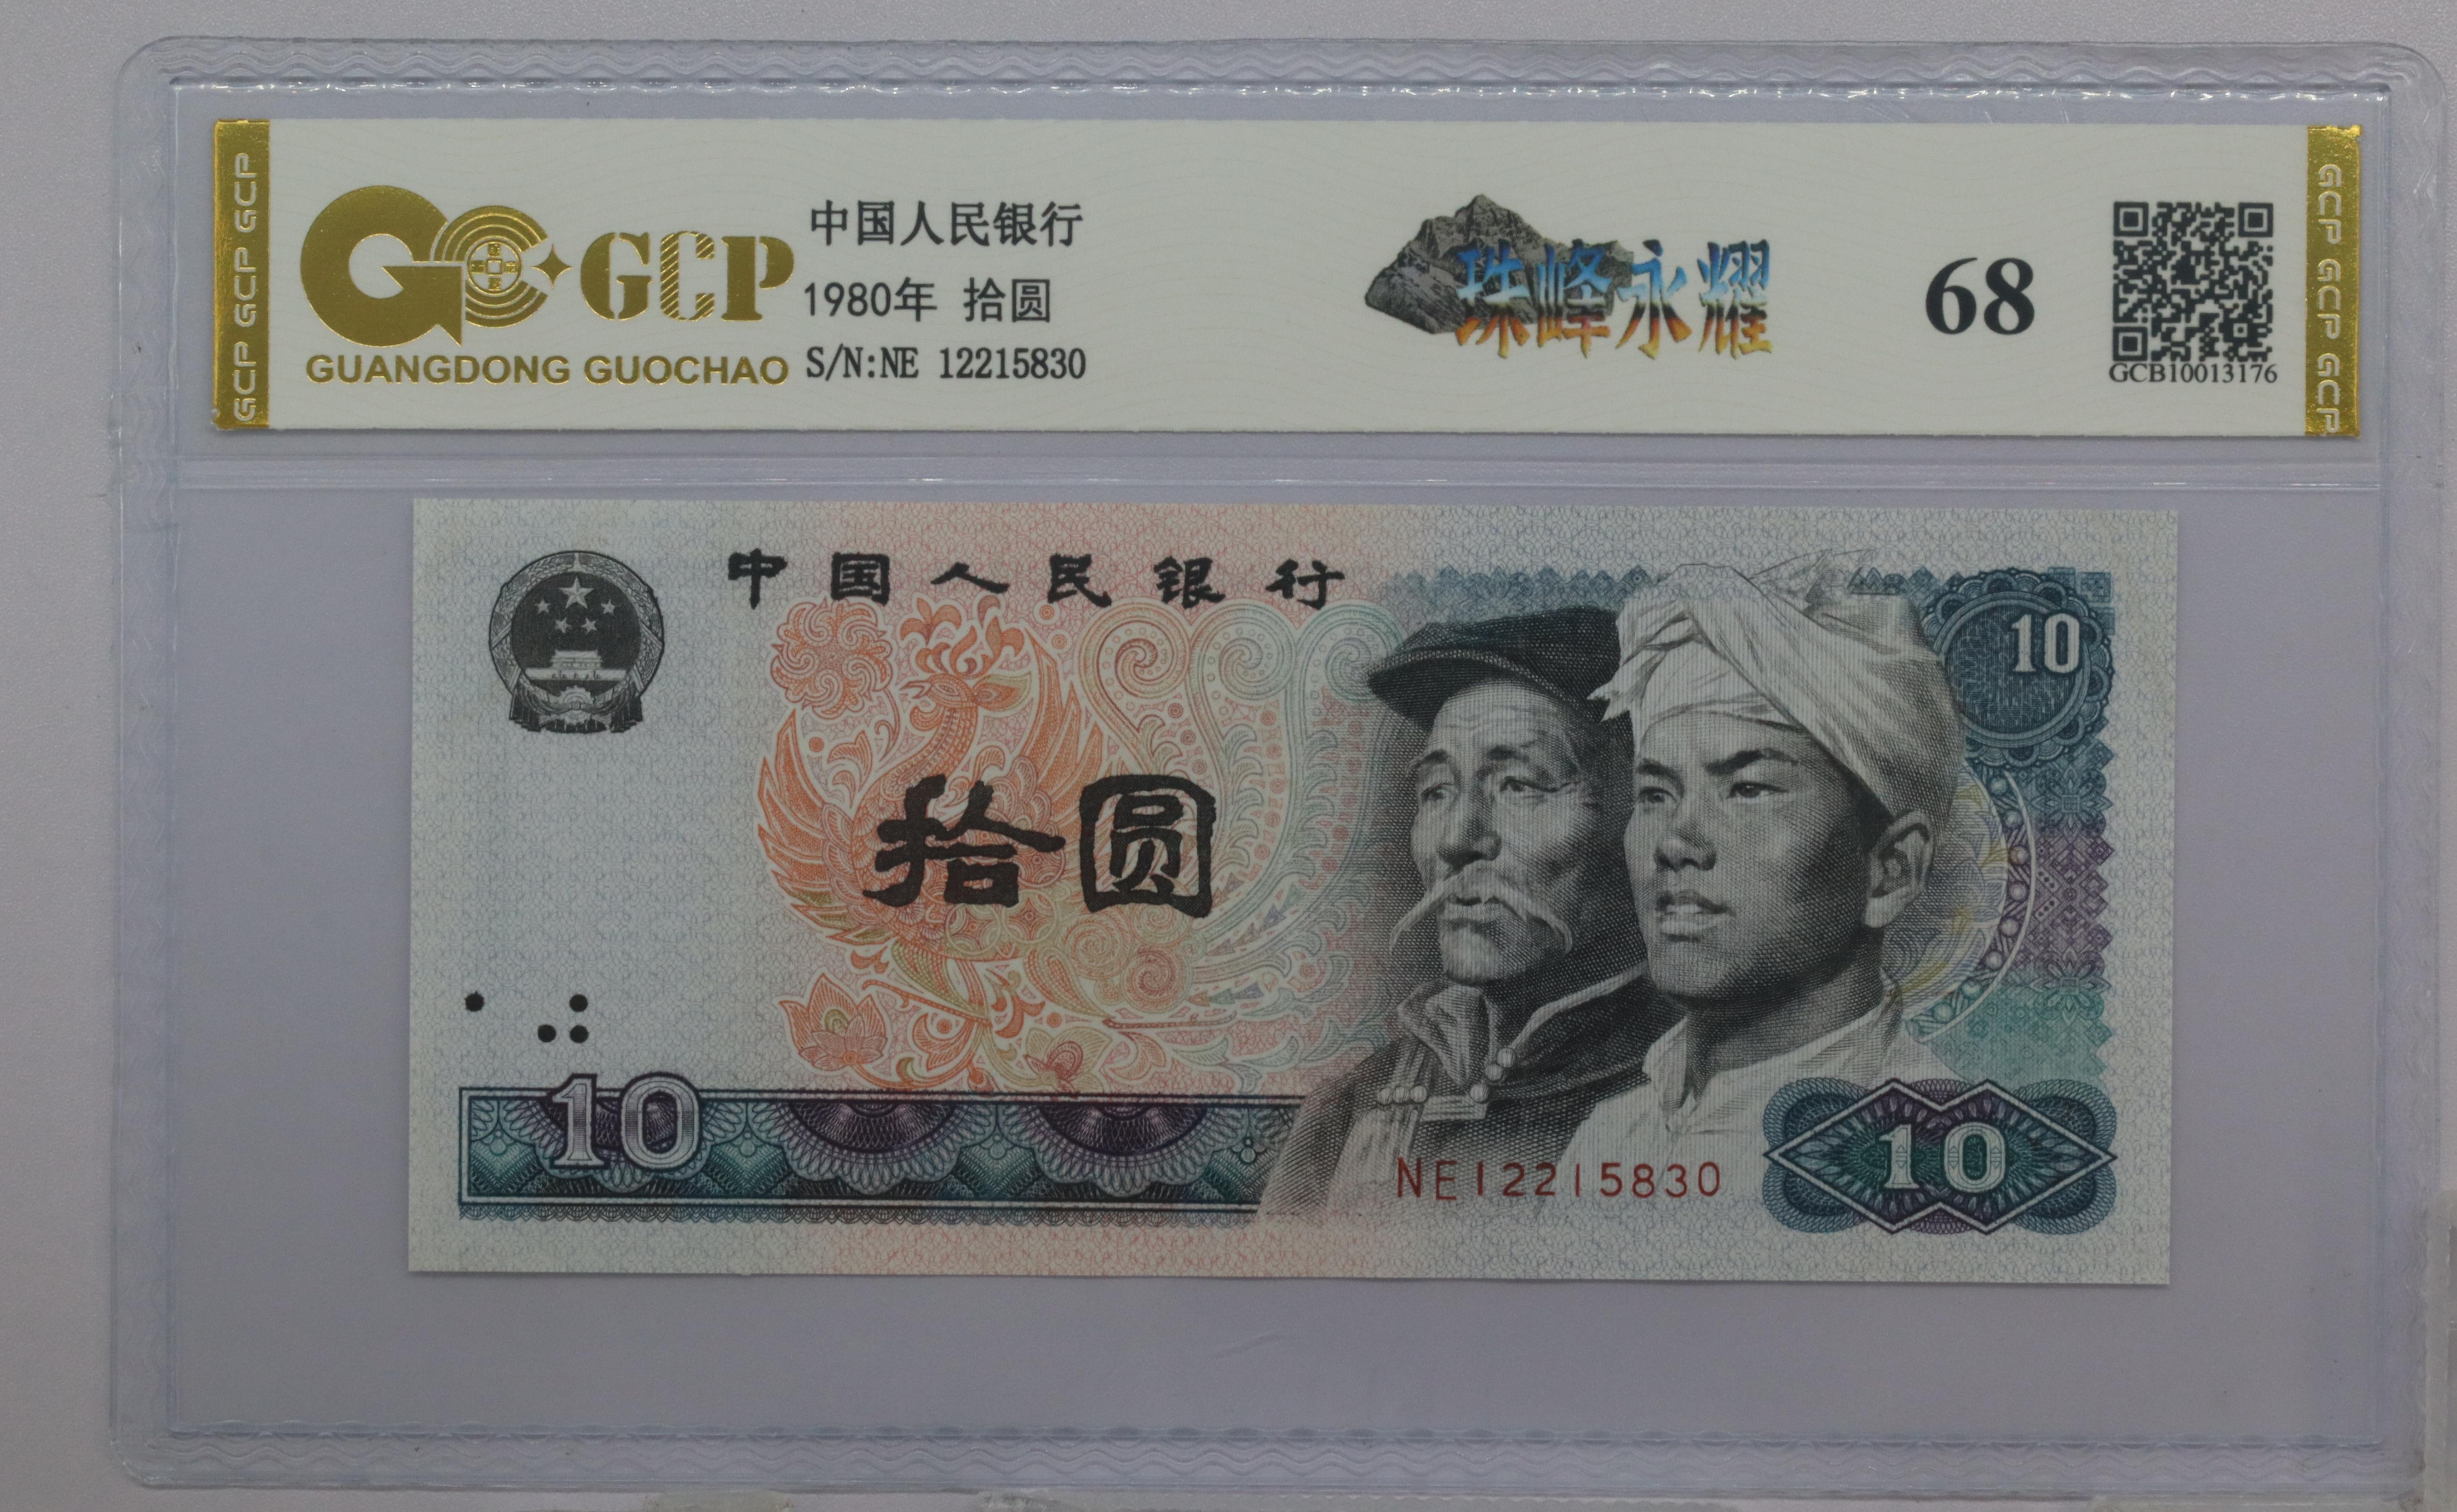 GCP GCP GCP
GCP
GUANGDONG GUOCHAO
中国人民银行
1980年 拾圆
S/N:NE 12215830
珠峰永耀
68
GCB10013176
GCP GCP GCP
中国人民银行
10
拾圆
10
NE12215830
10